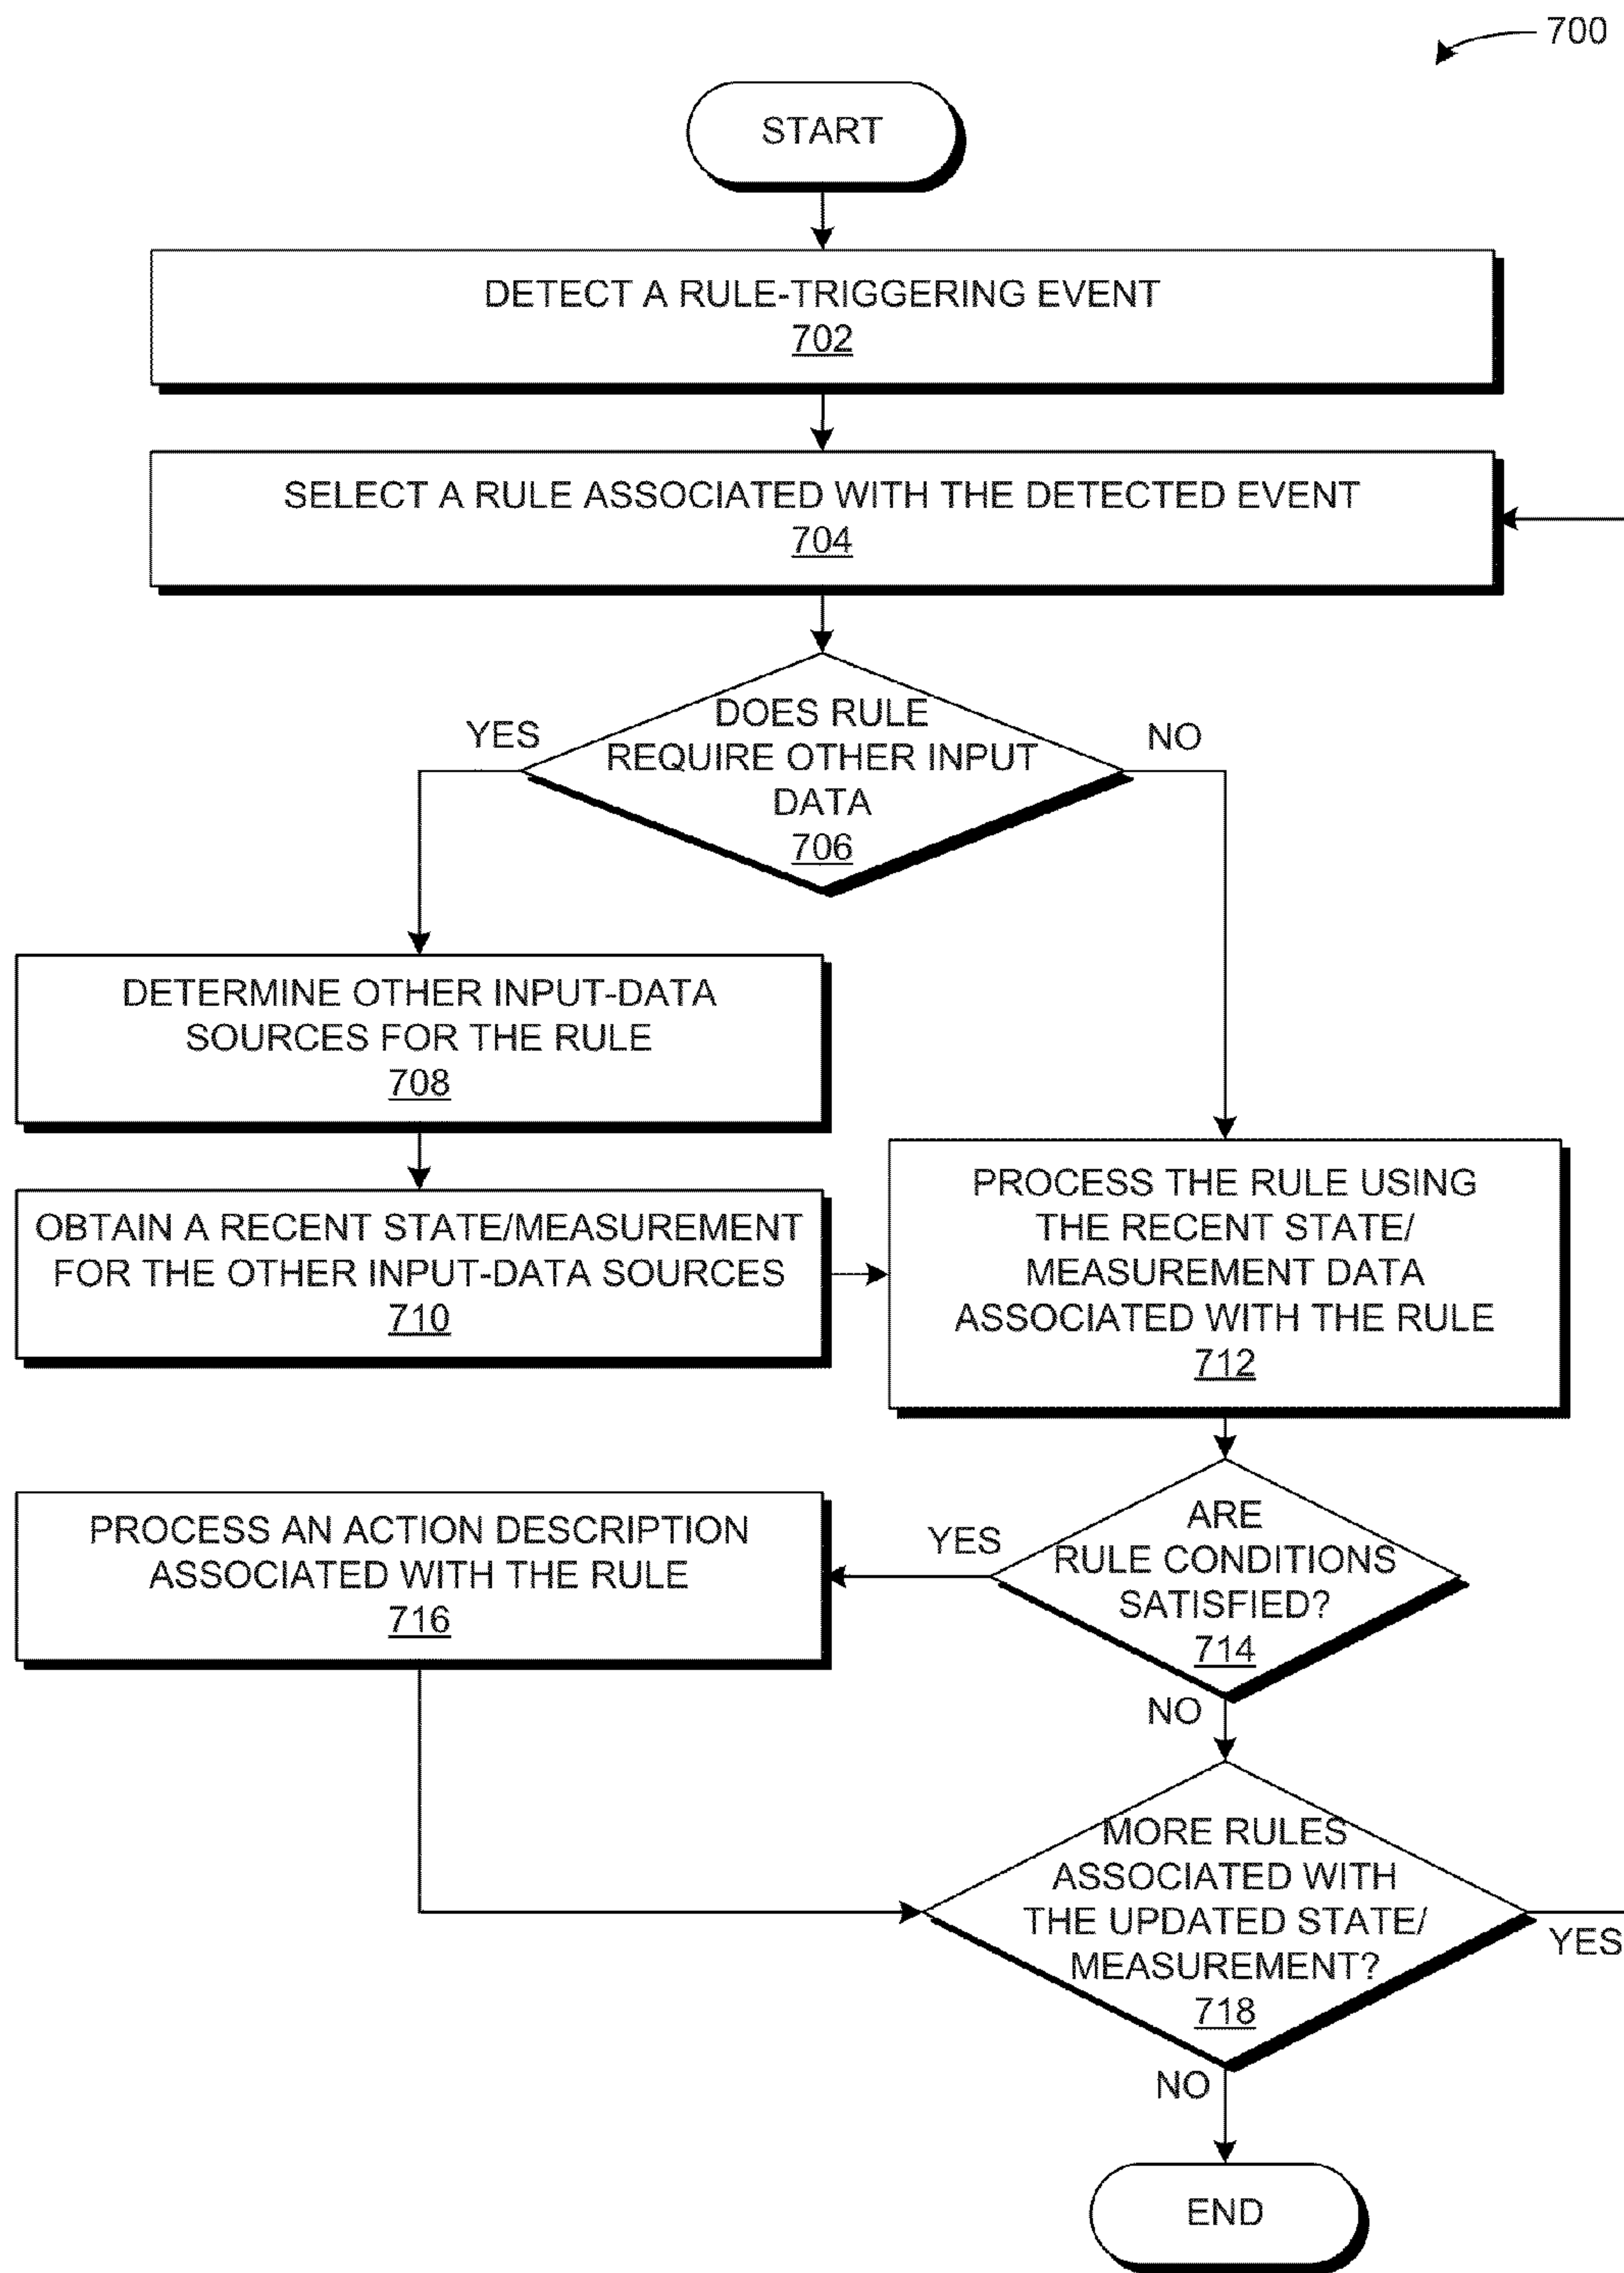 700
START
DETECT A RULE-TRIGGERING EVENT
702
SELECT A RULE ASSOCIATED WITH THE DETECTED EVENT
704
DOES RULE
REQUIRE OTHER INPUT
DATA
706
YES
NO
DETERMINE OTHER INPUT-DATA
SOURCES FOR THE RULE
708
OBTAIN A RECENT STATE/MEASUREMENT
FOR THE OTHER INPUT-DATA SOURCES
710
PROCESS THE RULE USING
THE RECENT STATE/
MEASUREMENT DATA
ASSOCIATED WITH THE RULE
712
ARE
RULE CONDITIONS
SATISFIED?
714
YES
NO
PROCESS AN ACTION DESCRIPTION
ASSOCIATED WITH THE RULE
716
MORE RULES
ASSOCIATED WITH
THE UPDATED STATE/
MEASUREMENT?
718
YES
NO
END